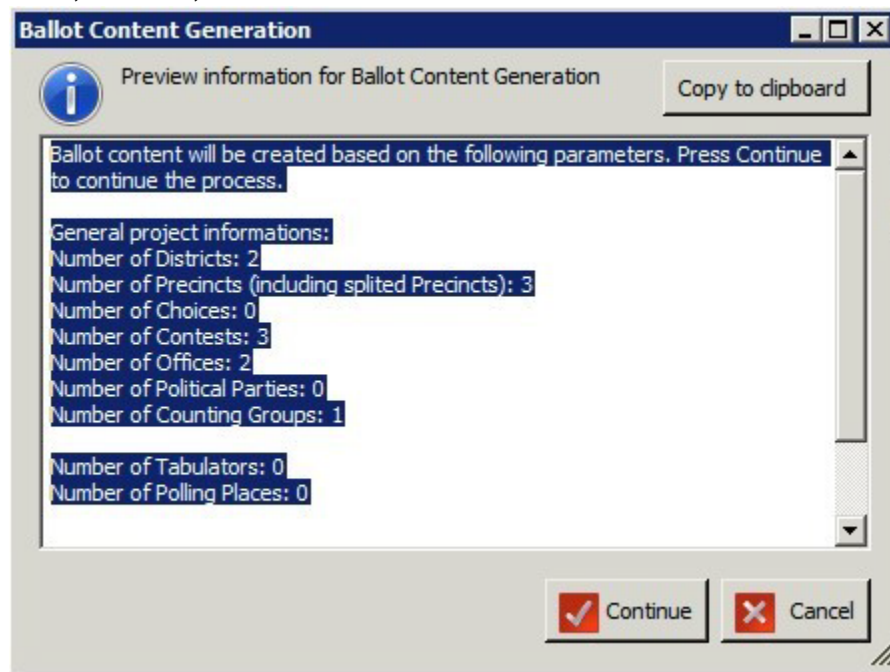 Ballot Content Generation
Preview information for Ballot Content Generation
Copy to clipboard
Ballot content will be created based on the following parameters. Press Continue
to continue the process.
General project informations:
Number of Districts: 2
Number of Precincts (including splited Precincts): 3
Number of Choices: 0
Number of Contests: 3
Number of Offices: 2
Number of Political Parties: 0
Number of Counting Groups: 1
Number of Tabulators: 0
Number of Polling Places: 0
Continue
Cancel